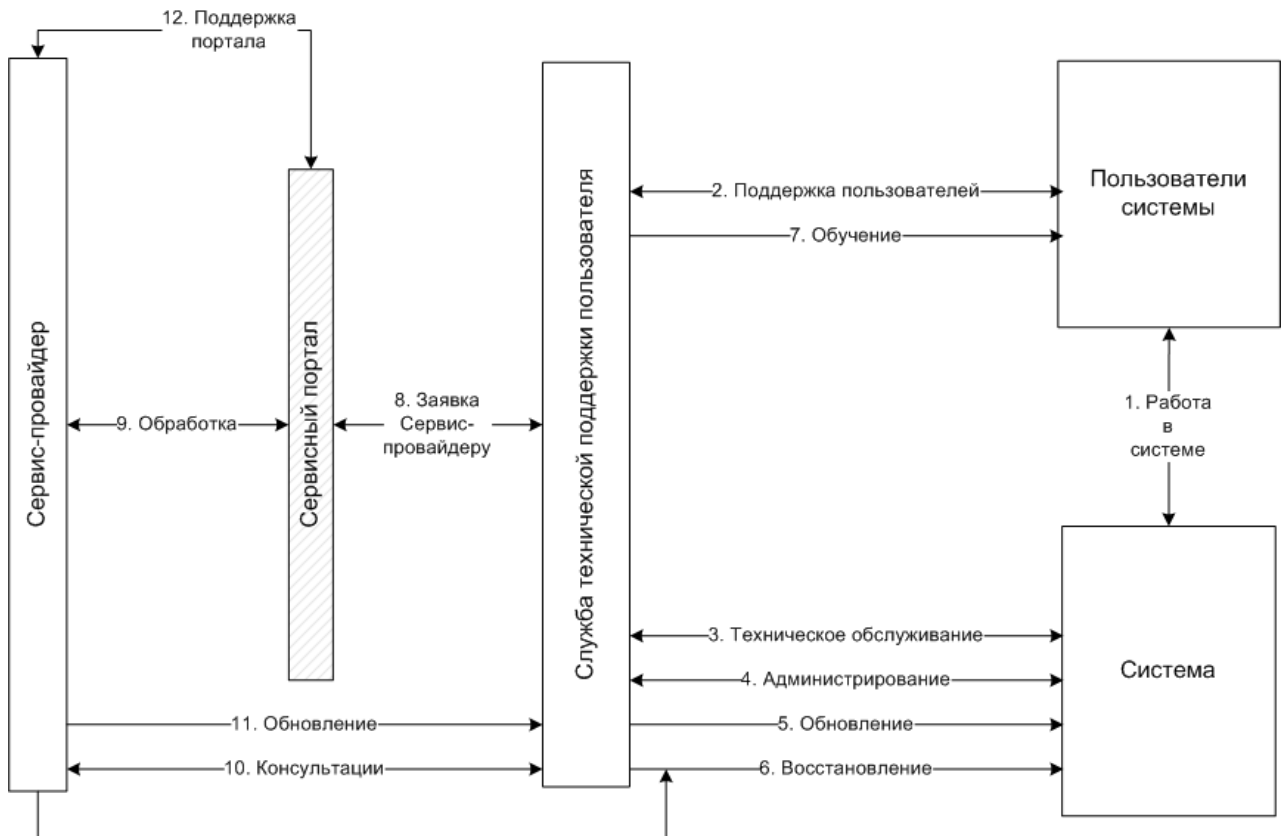 12. Поддержка
портала
Сервис-провайдер
Сервисный портал
Служба технической поддержки пользователя
Пользователи
системы
2. Поддержка пользователей
7. Обучение
9. Обработка
8. Заявка
Сервис-
провайдеру
1. Работа
в
системе
3. Техническое обслуживание
4. Администрирование
Система
11. Обновление
5. Обновление
10. Консультации
6. Восстановление